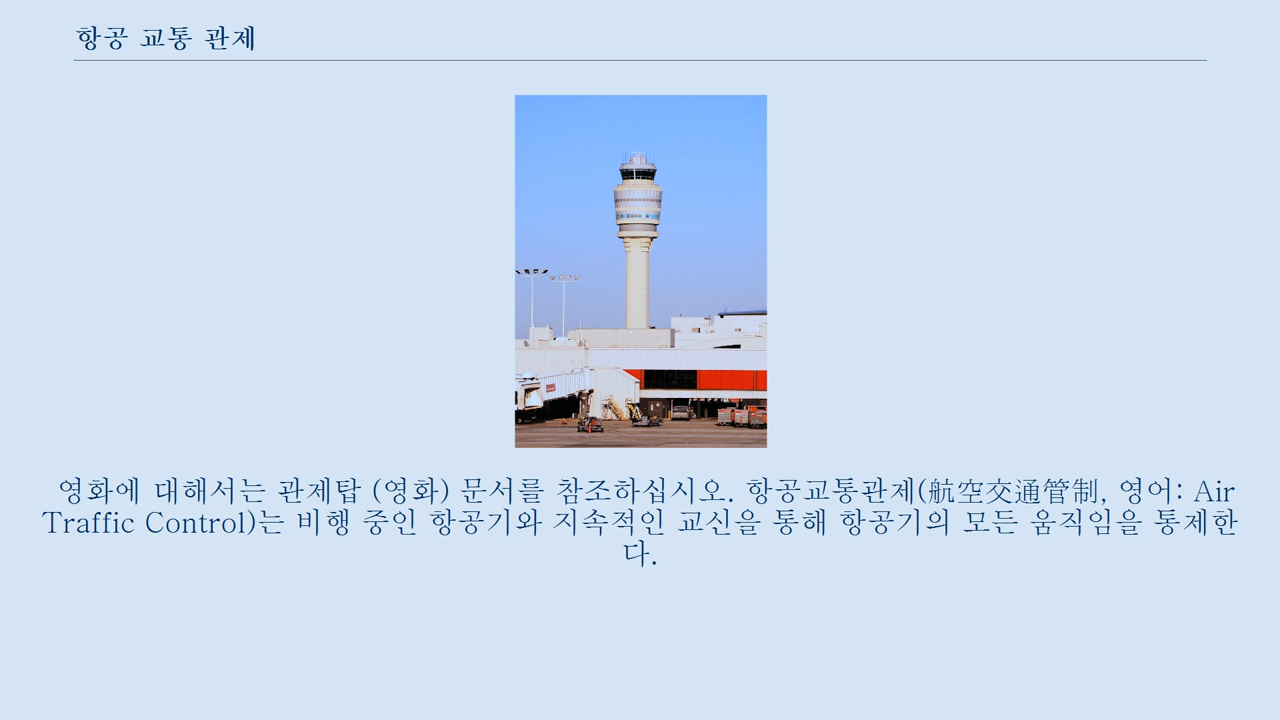 항공 교통 관제
영화에 대해서는 관제탑 (영화) 문서를 참조하십시오. 항공교통관제(航空交通管制, 영어: Air
Traffic Control)는 비행 중인 항공기와 지속적인 교신을 통해 항공기의 모든 움직임을 통제한
다.